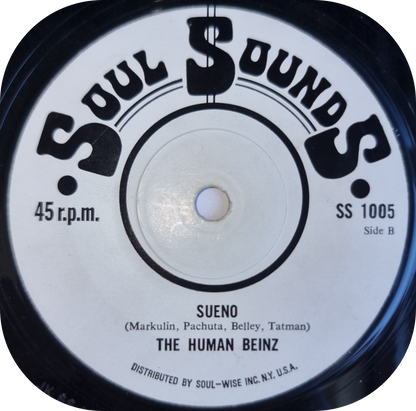 SOUL SOUNDS
45 r.p.m.
SS 1005
Side B
SUENO
(Markulin, Pachuta, Belley, Tatman)
THE HUMAN BEINZ
DISTRIBUTED BY SOUL-WISE INC. N.Y. U.S.A.